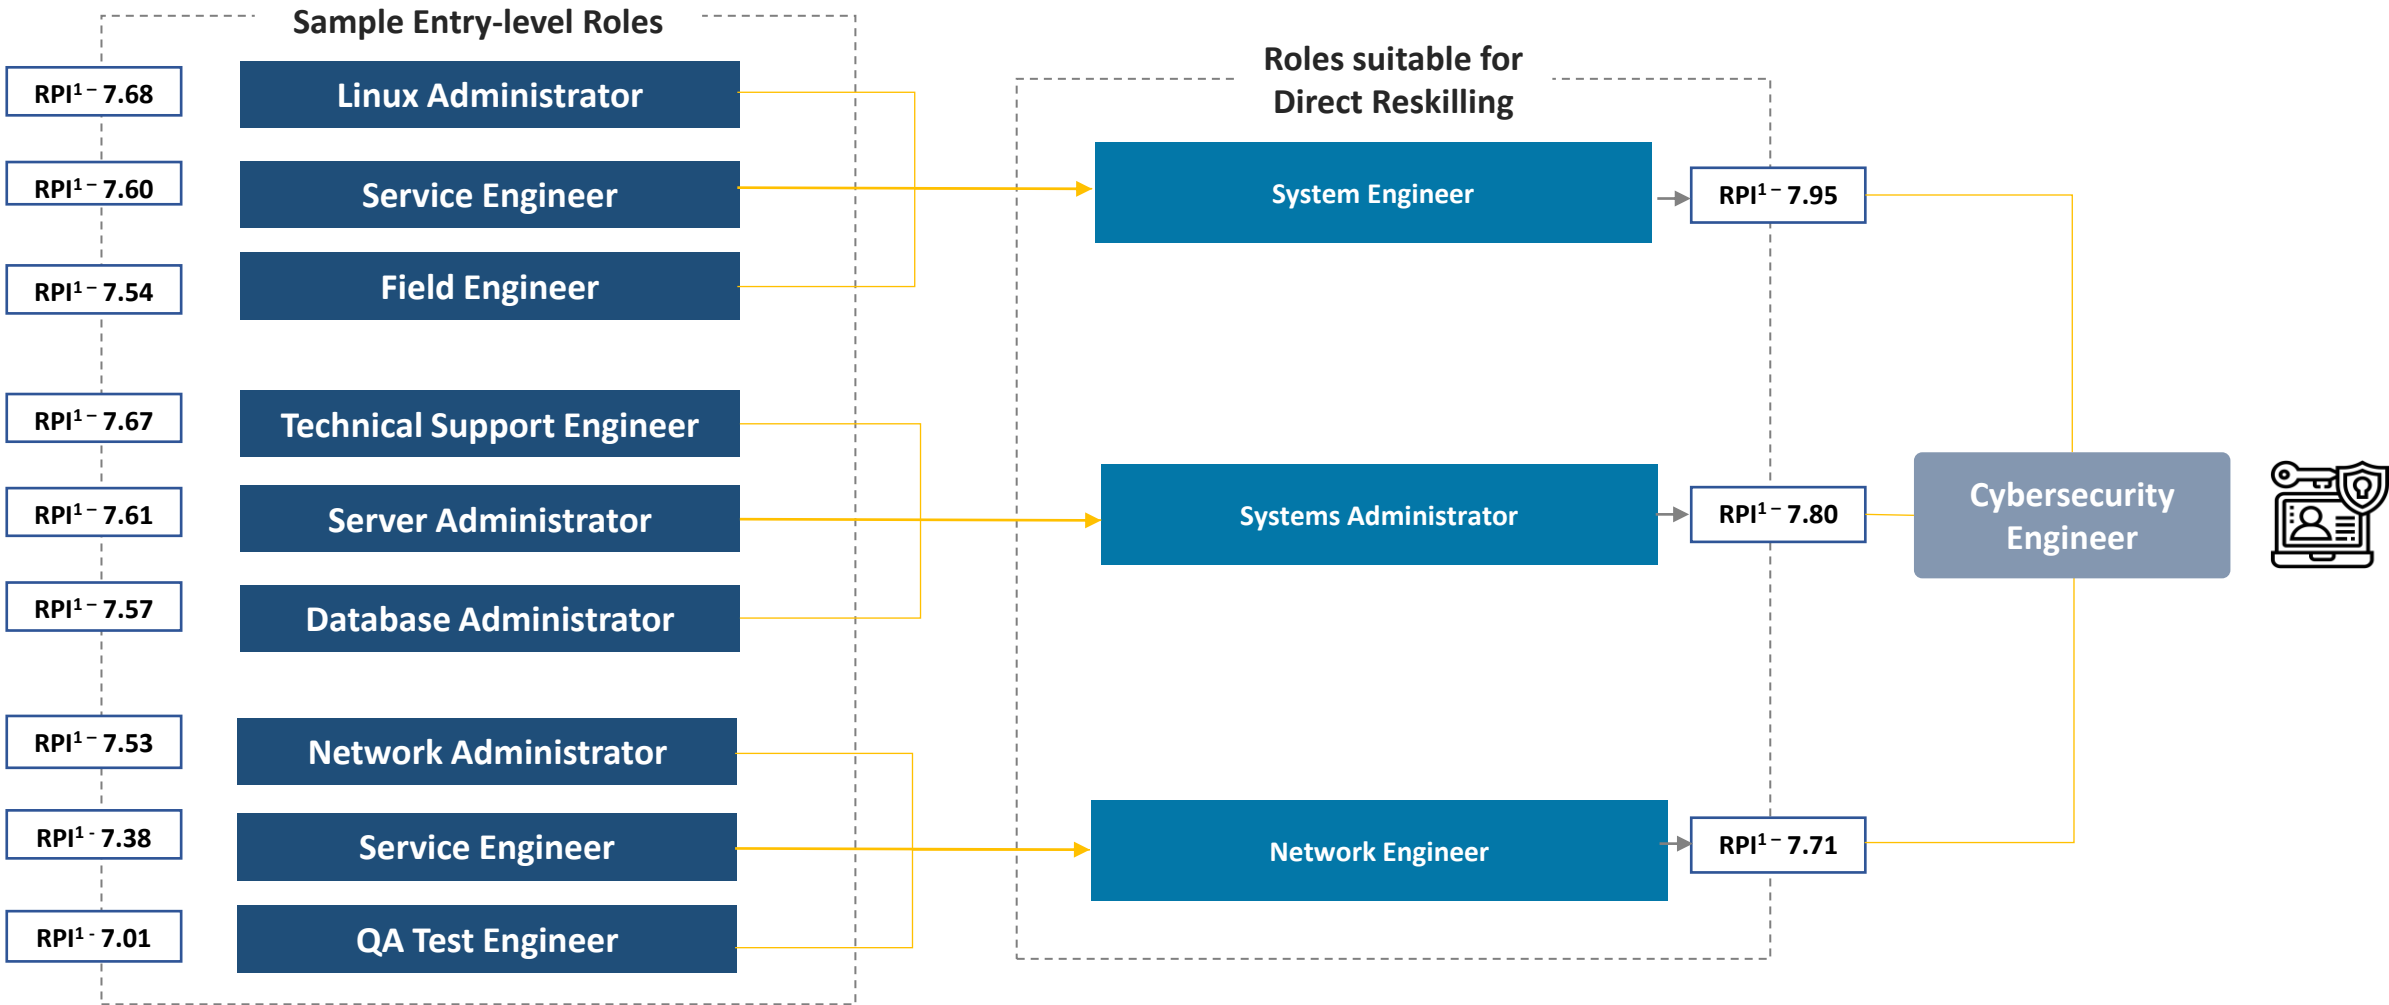 Sample Entry-level Roles
RPI¹ – 7.68
Linux Administrator
RPI¹ – 7.60
Service Engineer
RPI¹ – 7.54
Field Engineer
RPI¹ – 7.67
Technical Support Engineer
RPI¹ – 7.61
Server Administrator
RPI¹ – 7.57
Database Administrator
RPI¹ – 7.53
Network Administrator
RPI¹ - 7.38
Service Engineer
RPI¹ - 7.01
QA Test Engineer
Roles suitable for
Direct Reskilling
System Engineer
RPI¹ – 7.95
Systems Administrator
RPI¹ – 7.80
Network Engineer
RPI¹ – 7.71
Cybersecurity
Engineer